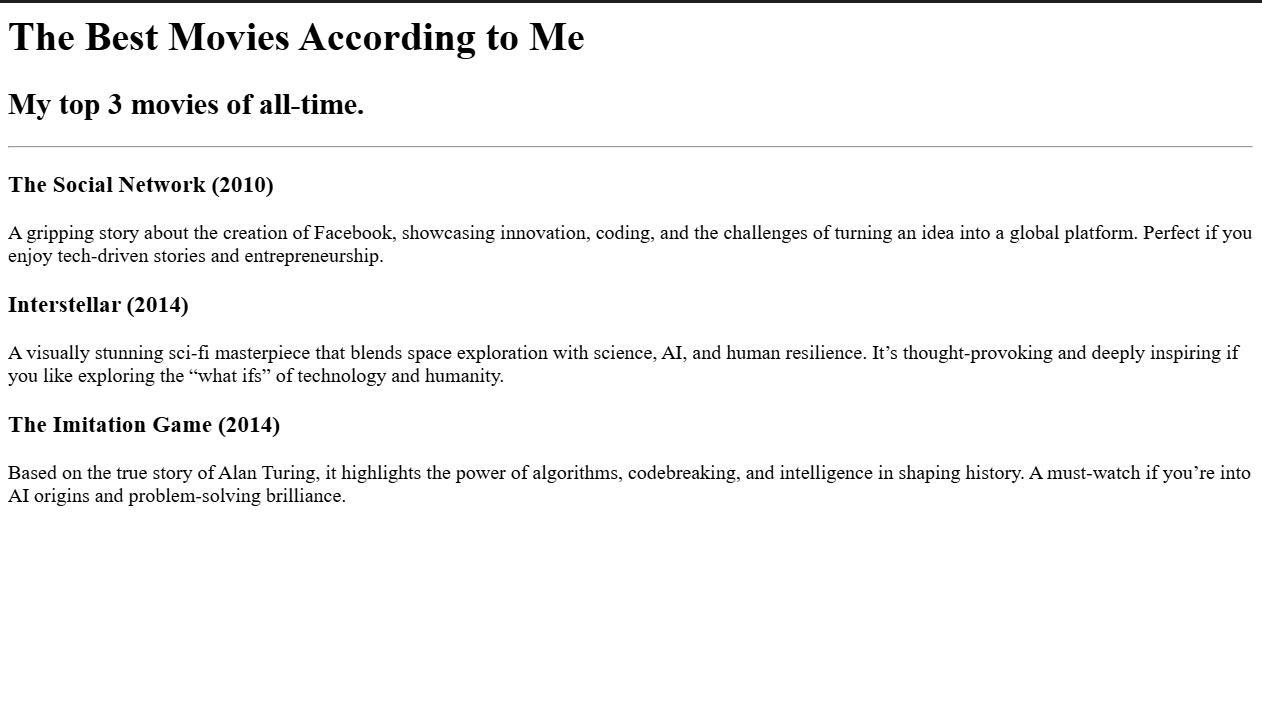 The Best Movies According to Me
My top 3 movies of all-time.
The Social Network (2010)
A gripping story about the creation of Facebook, showcasing innovation, coding, and the challenges of turning an idea into a global platform. Perfect if you
enjoy tech-driven stories and entrepreneurship.
Interstellar (2014)
A visually stunning sci-fi masterpiece that blends space exploration with science, AI, and human resilience. It’s thought-provoking and deeply inspiring if
you like exploring the “what ifs” of technology and humanity.
The Imitation Game (2014)
Based on the true story of Alan Turing, it highlights the power of algorithms, codebreaking, and intelligence in shaping history. A must-watch if you’re into
AI origins and problem-solving brilliance.